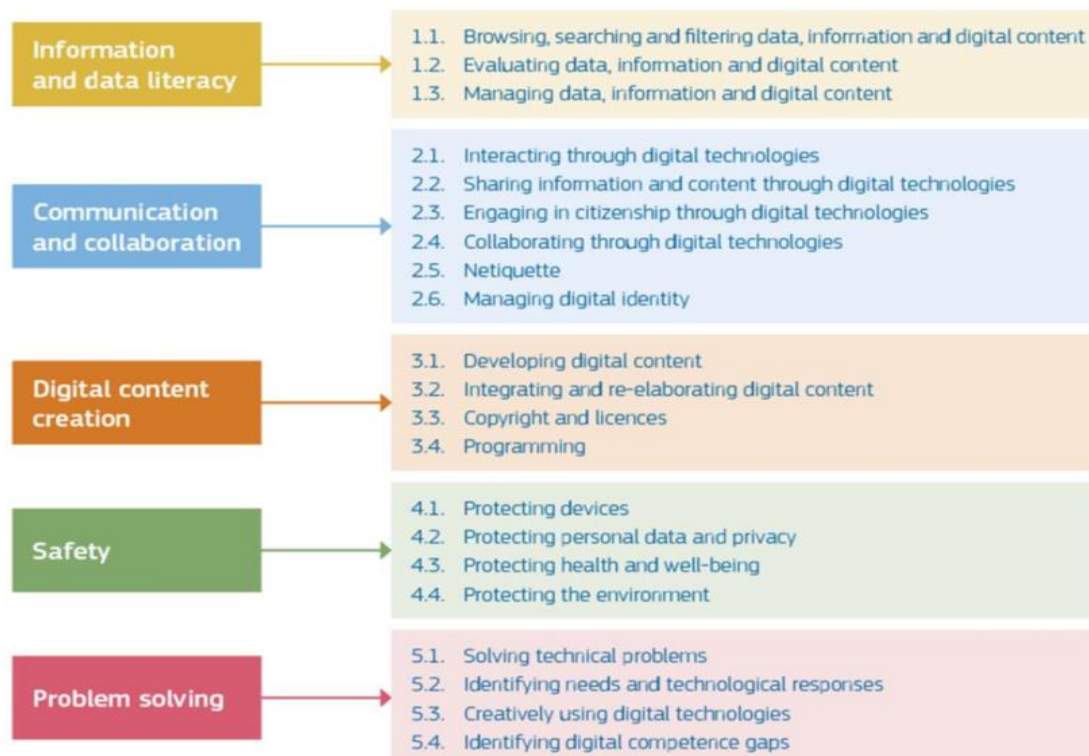 Information
and data literacy
1.1. Browsing, searching and filtering data, information and digital content
1.2. Evaluating data, information and digital content
1.3. Managing data, information and digital content
Communication
and collaboration
2.1. Interacting through digital technologies
2.2. Sharing information and content through digital technologies
2.3. Engaging in citizenship through digital technologies
2.4. Collaborating through digital technologies
2.5. Netiquette
2.6. Managing digital identity
Digital content
creation
3.1. Developing digital content
3.2. Integrating and re-elaborating digital content
3.3. Copyright and licences
3.4. Programming
Safety
4.1. Protecting devices
4.2. Protecting personal data and privacy
4.3. Protecting health and well-being
4.4. Protecting the environment
Problem solving
5.1. Solving technical problems
5.2. Identifying needs and technological responses
5.3. Creatively using digital technologies
5.4. Identifying digital competence gaps